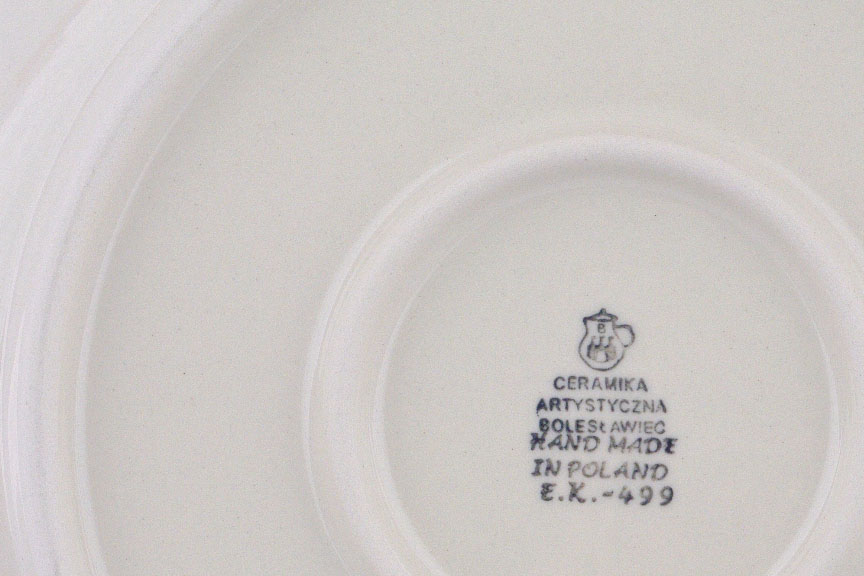 B
CERAMIKA
ARTYSTYCZNA
BOLESŁAWIEC
HAND MADE
IN POLAND
E.K.-499